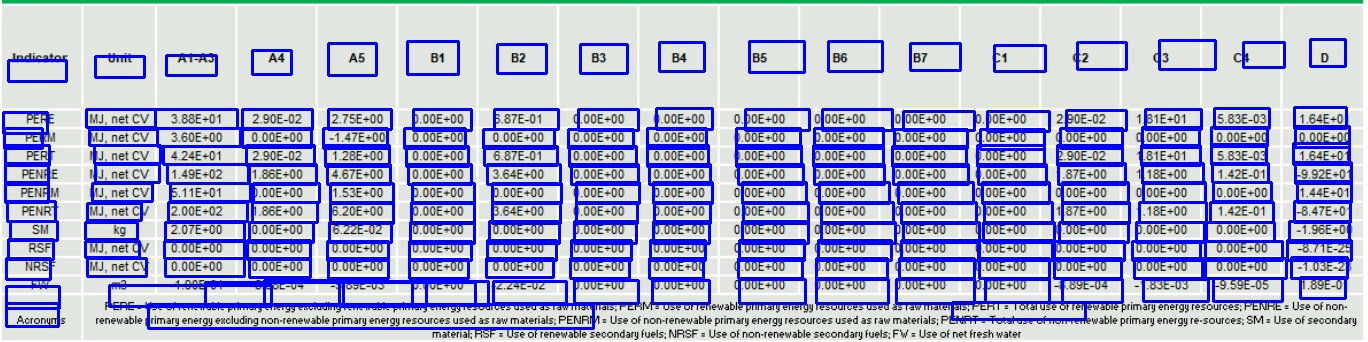 Indicator Unit A1-A3 A4 A5 B1 B2 B3 B4 B5 B6 B7 C1 C2 C3 C4 D
PERE MJ, net CV 3.88E+01 2.90E-02 2.75E+00 0.00E+00 6.87E-01 0.00E+00 0.00E+00 0.00E+00 0.00E+00 0.00E+00 0.00E+00 2.90E-02 1.81E+01 5.83E-03 1.64E+0
PERM MJ, net CV 3.60E+00 0.00E+00 -1.47E+00 0.00E+00 0.00E+00 0.00E+00 0.00E+00 0.00E+00 0.00E+00 0.00E+00 0.00E+00 0.00E+00 0.00E+00 0.00E+00 0.00E+00
PERT MJ, net CV 4.24E+01 2.90E-02 1.28E+00 0.00E+00 6.87E-01 0.00E+00 0.00E+00 0.00E+00 0.00E+00 0.00E+00 0.00E+00 2.90E-02 1.81E+01 5.83E-03 1.64E+01
PENRE MJ, net CV 1.49E+02 1.86E+00 4.67E+00 0.00E+00 3.64E+00 0.00E+00 0.00E+00 0.00E+00 0.00E+00 0.00E+00 0.00E+00 1.87E+00 1.18E+00 1.42E-01 -9.92E+01
PENRM MJ, net CV 5.11E+01 0.00E+00 1.53E+00 0.00E+00 0.00E+00 0.00E+00 0.00E+00 0.00E+00 0.00E+00 0.00E+00 0.00E+00 0.00E+00 0.00E+00 0.00E+00 1.44E+01
PENRT MJ, net CV 2.00E+02 1.86E+00 6.20E+00 0.00E+00 3.64E+00 0.00E+00 0.00E+00 0.00E+00 0.00E+00 0.00E+00 0.00E+00 1.87E+00 1.18E+00 1.42E-01 -8.47E+01
SM kg 2.07E+00 0.00E+00 6.22E-02 0.00E+00 0.00E+00 0.00E+00 0.00E+00 0.00E+00 0.00E+00 0.00E+00 0.00E+00 0.00E+00 0.00E+00 0.00E+00 -1.96E+00
RSF MJ, net CV 0.00E+00 0.00E+00 0.00E+00 0.00E+00 0.00E+00 0.00E+00 0.00E+00 0.00E+00 0.00E+00 0.00E+00 0.00E+00 0.00E+00 0.00E+00 0.00E+00 -8.71E-25
NRSF MJ, net CV 0.00E+00 0.00E+00 0.00E+00 0.00E+00 0.00E+00 0.00E+00 0.00E+00 0.00E+00 0.00E+00 0.00E+00 0.00E+00 0.00E+00 0.00E+00 0.00E+00
FW m3 0.00E+00 -2.24E-02 0.00E+00 0.00E+00 0.00E+00 0.00E+00 0.00E+00 0.00E+00 -1.83E-03 -9.59E-05
PERE = Use of renewable primary energy excluding renewable primary energy resources used as raw materials; PERM = Use of renewable primary energy resources used as raw materials; PERT = Total use of renewable primary energy resources; PENRE = Use of non-
Acronyms renewable primary energy excluding non-renewable primary energy resources used as raw materials; PENRM = Use of non-renewable primary energy resources used as raw materials; PENRT = Total use of non-renewable primary energy re-sources; SM = Use of secondary
material; RSF = Use of renewable secondary fuels; NRSF = Use of non-renewable secondary fuels; FW = Use of net fresh water